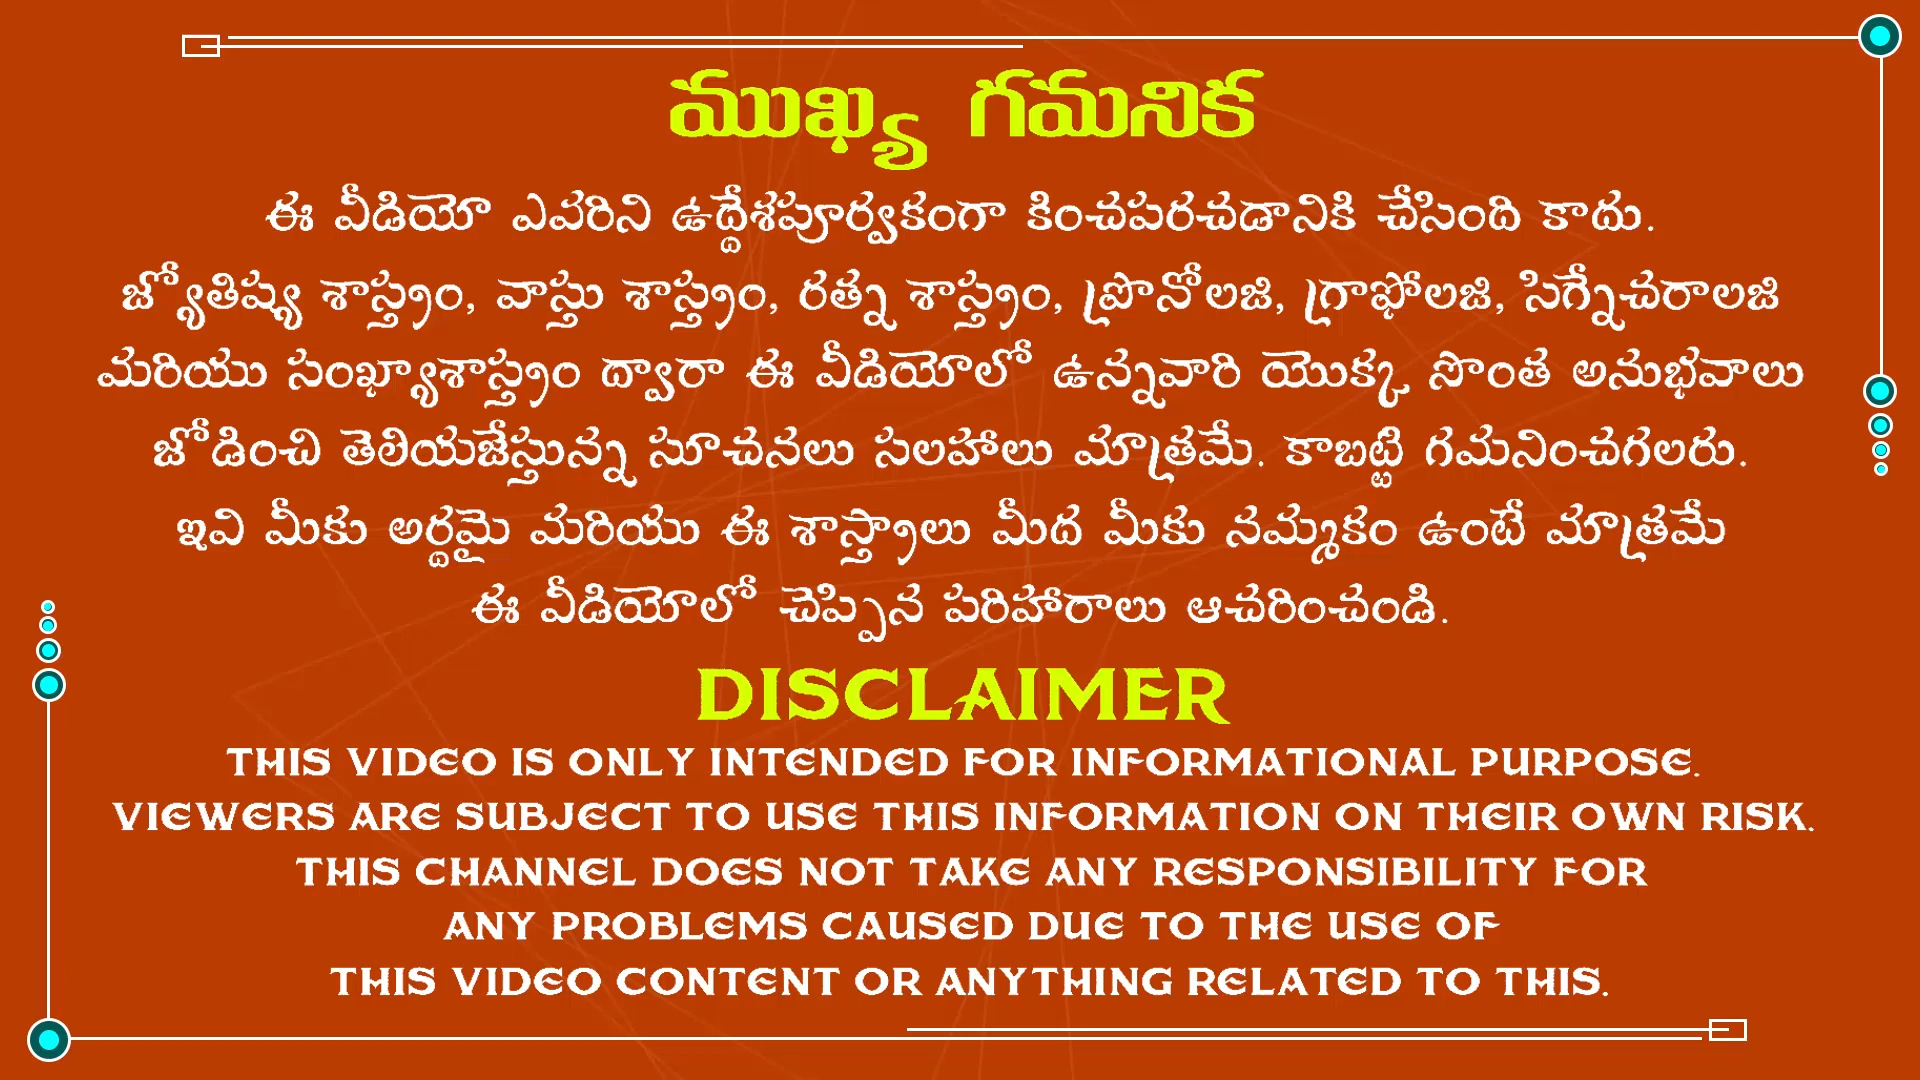 ముఖ్య గమనిక
ఈ వీడియో ఎవరిని ఉద్దేశపూర్వకంగా కించపరచడానికి చేసింది కాదు.
జ్యోతిష్య శాస్త్రం, వాస్తు శాస్త్రం, రత్న శాస్త్రం, ప్రొనోలజి, గ్రాఫోలజి, సిగ్నేచరాలజి
మరియు సంఖ్యాశాస్త్రం ద్వారా ఈ వీడియోలో ఉన్నవారి యొక్క సొంత అనుభవాలు
జోడించి తెలియజేస్తున్న సూచనలు సలహాలు మాత్రమే. కాబట్టి గమనించగలరు.
ఇవి మీకు అర్దమై మరియు ఈ శాస్త్రాలు మీద మీకు నమ్మకం ఉంటే మాత్రమే
ఈ వీడియోలో చెప్పిన పరిహారాలు ఆచరించండి.
DISCLAIMER
THIS VIDEO IS ONLY INTENDED FOR INFORMATIONAL PURPOSE.
VIEWERS ARE SUBJECT TO USE THIS INFORMATION ON THEIR OWN RISK.
THIS CHANNEL DOES NOT TAKE ANY RESPONSIBILITY FOR
ANY PROBLEMS CAUSED DUE TO THE USE OF
THIS VIDEO CONTENT OR ANYTHING RELATED TO THIS.